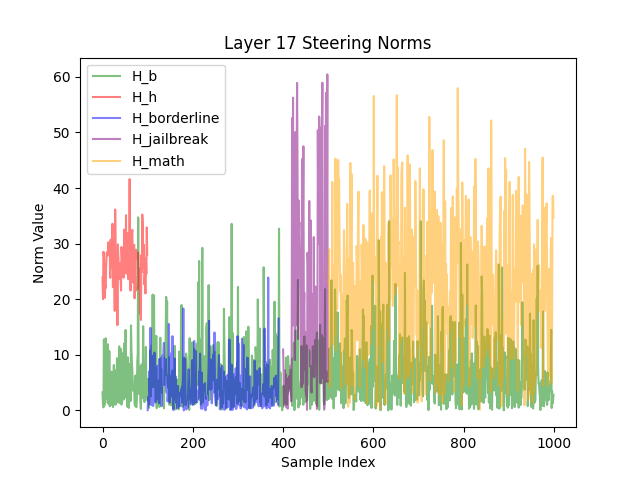 Layer 17 Steering Norms
H_b
H_h
H_borderline
H_jailbreak
H_math
Norm Value
60
50
40
30
20
10
0
0 200 400 600 800 1000
Sample Index